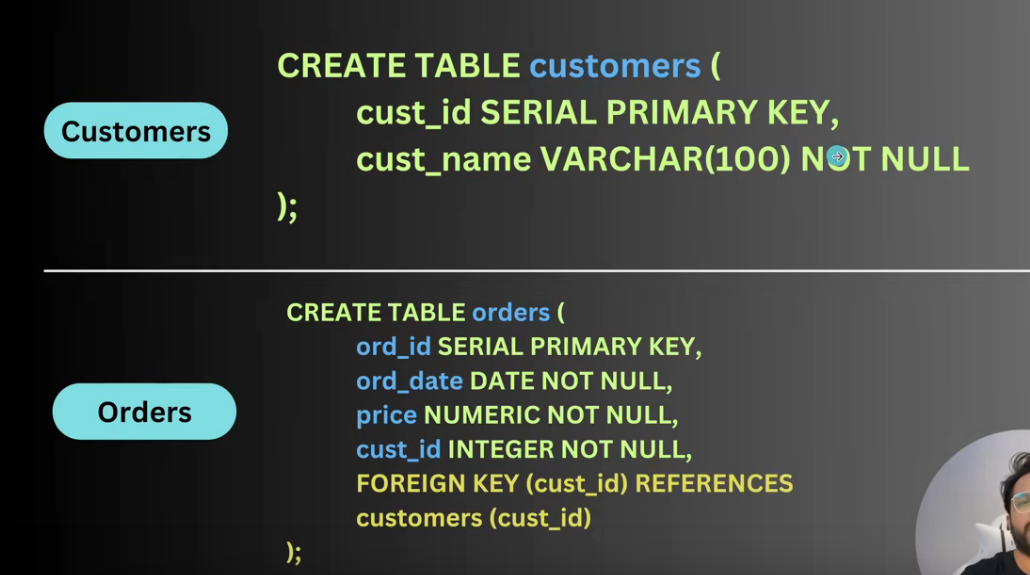 Customers
CREATE TABLE customers (
cust_id SERIAL PRIMARY KEY,
cust_name VARCHAR(100) NOT NULL
);
Orders
CREATE TABLE orders (
ord_id SERIAL PRIMARY KEY,
ord_date DATE NOT NULL,
price NUMERIC NOT NULL,
cust_id INTEGER NOT NULL,
FOREIGN KEY (cust_id) REFERENCES
customers (cust_id)
);